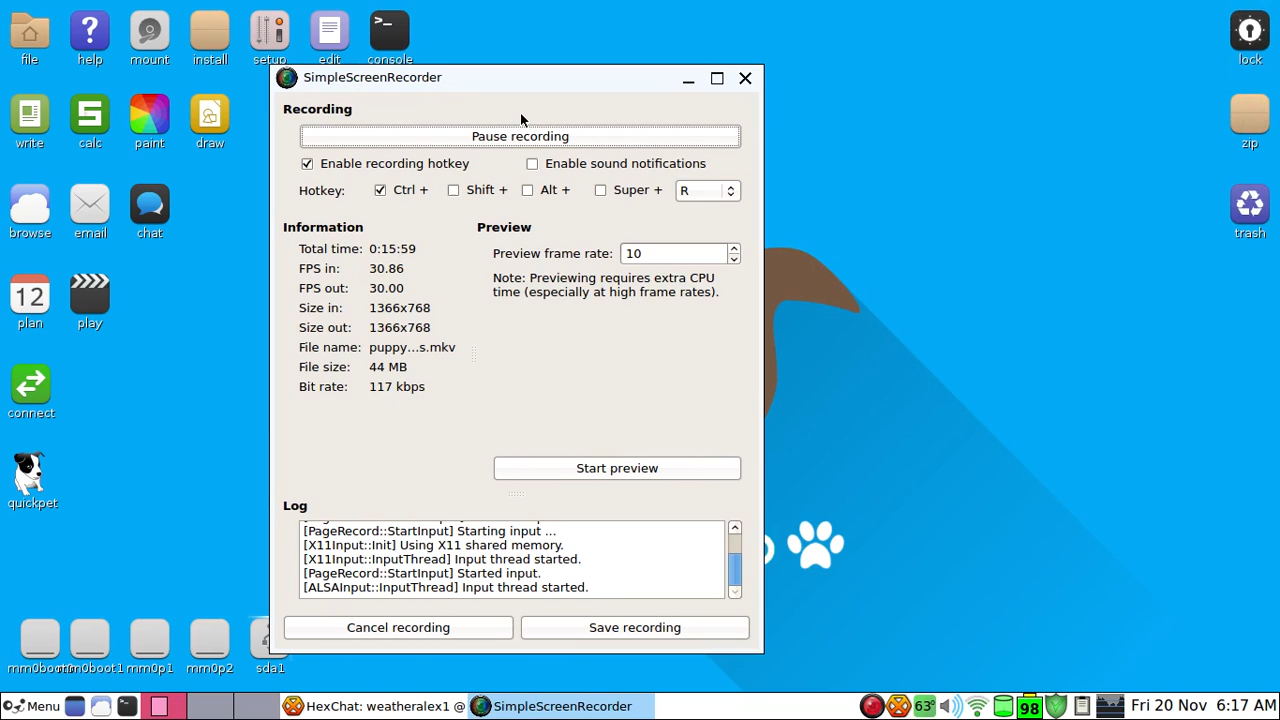 file help mount install setup edit console lock
SimpleScreenRecorder
Recording
Pause recording
Enable recording hotkey Enable sound notifications
Hotkey: Ctrl + Shift + Alt + Super + R
write calc paint draw zip
browse email chat trash
Information
Total time: 0:15:59
FPS in: 30.86
FPS out: 30.00
Size in: 1366x768
Size out: 1366x768
File name: puppy...s.mkv
File size: 44 MB
Bit rate: 117 kbps
Preview
Preview frame rate: 10
Note: Previewing requires extra CPU
time (especially at high frame rates).
12
plan play
connect
quickpet
Start preview
Log
[PageRecord::StartInput] Starting input ...
[X11Input::Init] Using X11 shared memory.
[X11Input::InputThread] Input thread started.
[PageRecord::StartInput] Started input.
[ALSAInput::InputThread] Input thread started.
Cancel recording Save recording
mm0p1 mm0p2 sda1
Menu HexChat: weatheralex1 @ SimpleScreenRecorder 63° 98 Fri 20 Nov 6:17 AM